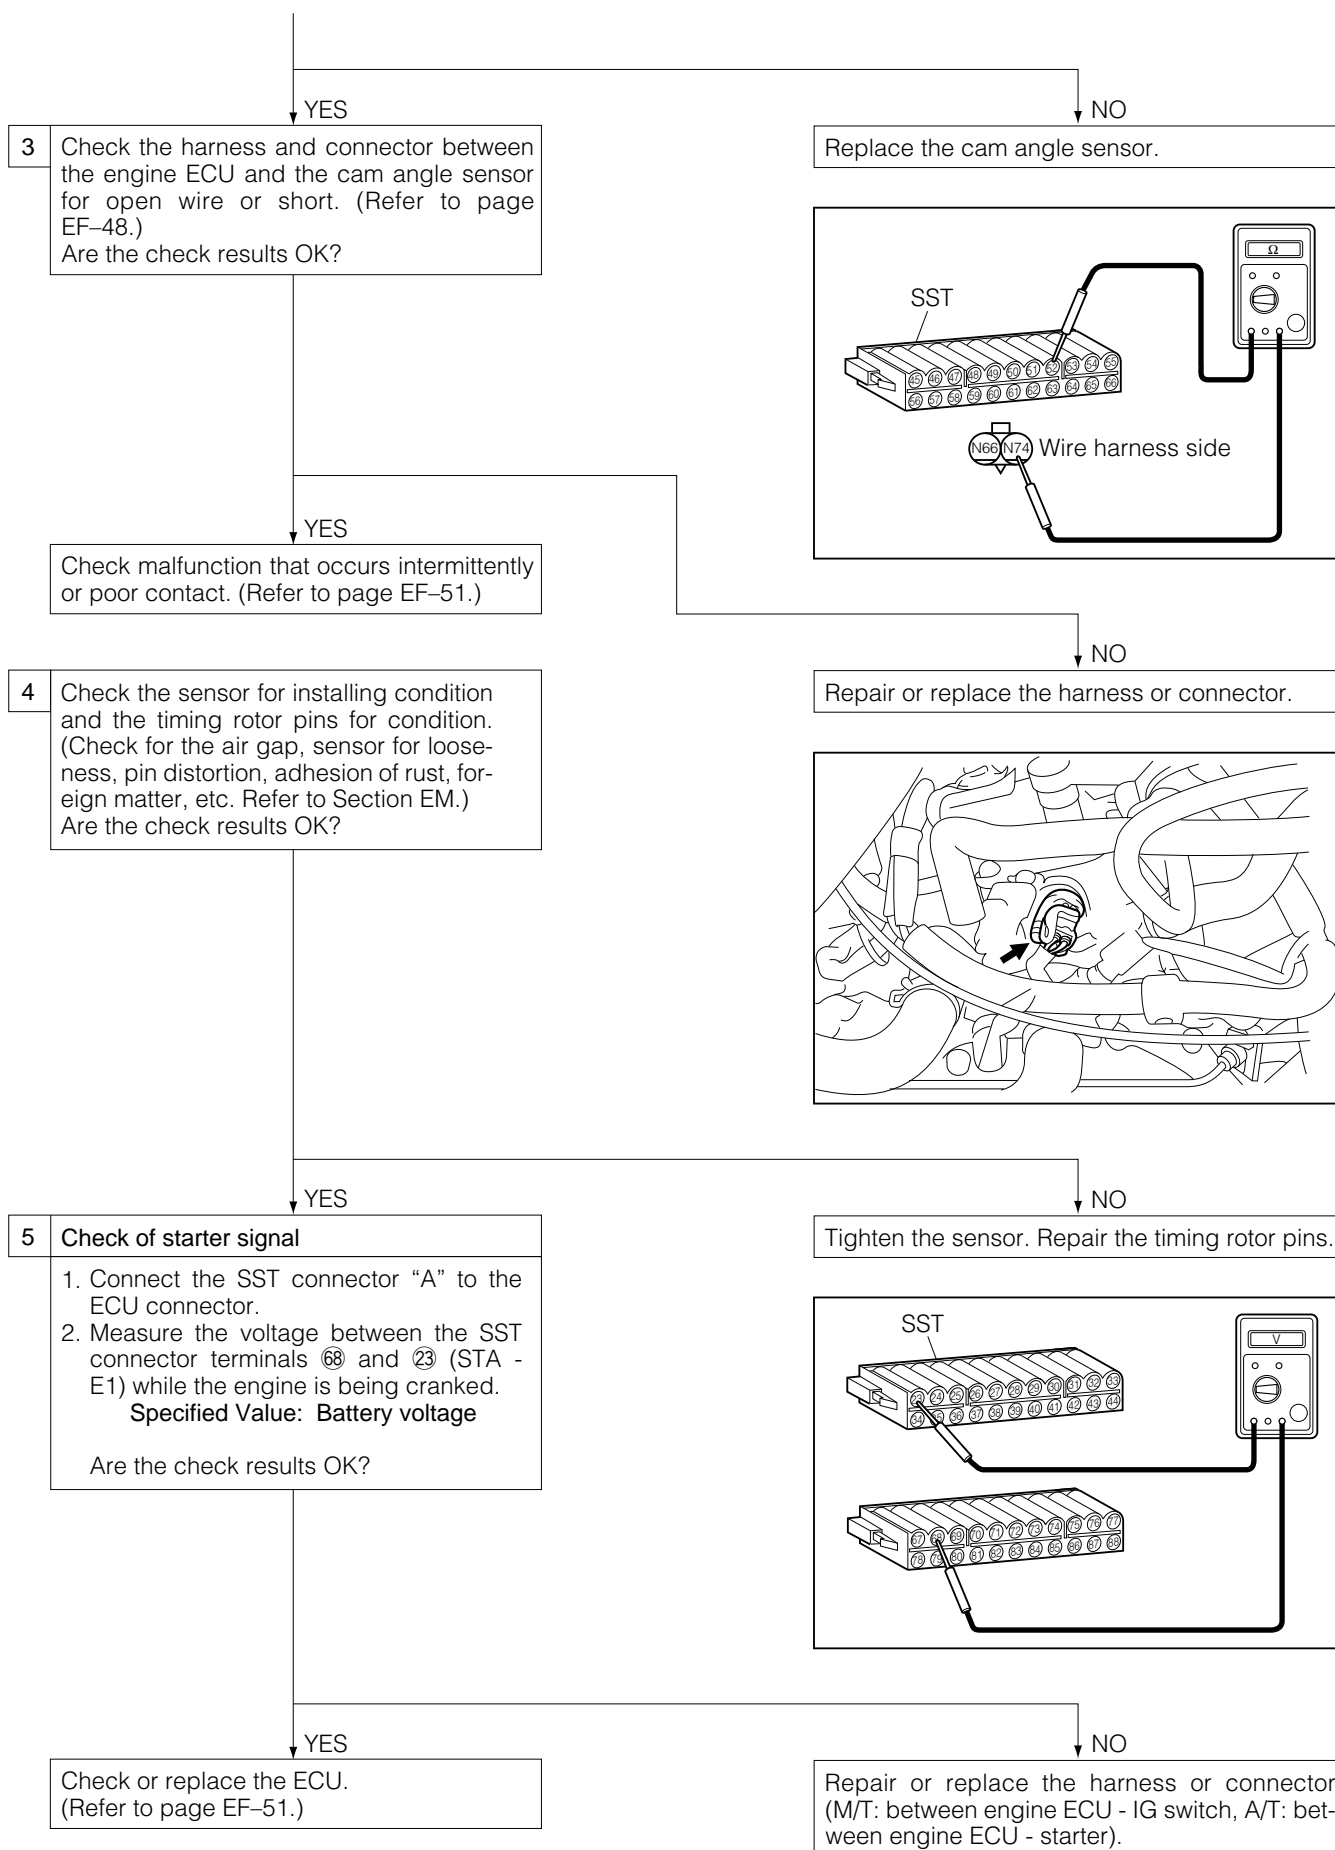 YES
NO
3
Check the harness and connector between
the engine ECU and the cam angle sensor
for open wire or short. (Refer to page
EF–48.)
Are the check results OK?
Replace the cam angle sensor.
Ω
SST
45 46 47 48 49 50 51 52 53 54 55
56 57 58 59 60 61 62 63 64 65 66
N66 N74 Wire harness side
YES
Check malfunction that occurs intermittently
or poor contact. (Refer to page EF–51.)
NO
4
Check the sensor for installing condition
and the timing rotor pins for condition.
(Check for the air gap, sensor for loose-
ness, pin distortion, adhesion of rust, for-
eign matter, etc. Refer to Section EM.)
Are the check results OK?
Repair or replace the harness or connector.
YES
NO
5
Check of starter signal
1. Connect the SST connector “A” to the
ECU connector.
2. Measure the voltage between the SST
connector terminals 68 and 23 (STA -
E1) while the engine is being cranked.
Specified Value: Battery voltage
Are the check results OK?
Tighten the sensor. Repair the timing rotor pins.
SST
V
23 24 25 26 27 28 29 30 31 32 33
34 35 36 37 38 39 40 41 42 43 44
67 68 69 70 71 72 73 74 75 76 77
78 79 80 81 82 83 84 85 86 87 88
YES
NO
Check or replace the ECU.
(Refer to page EF–51.)
Repair or replace the harness or connector
(M/T: between engine ECU - IG switch, A/T: bet-
ween engine ECU - starter).